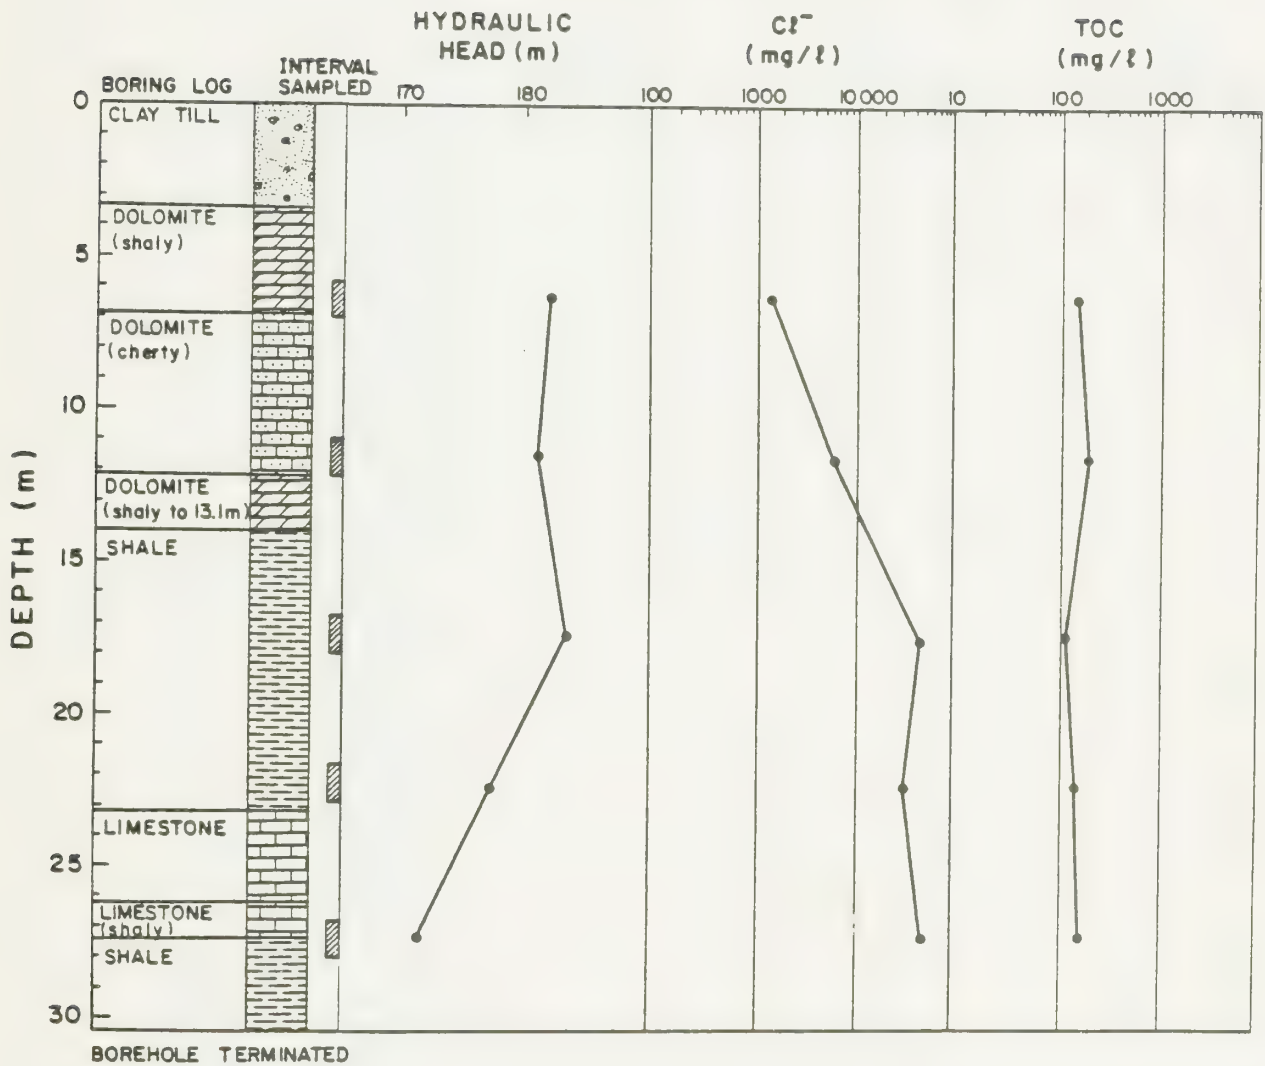 HYDRAULIC
HEAD (m)
Cℓ⁻
(mg/ℓ)
TOC
(mg/ℓ)
BORING LOG
INTERVAL
SAMPLED
170 180 100 1000 10000 10 100 1000
0
CLAY TILL
DOLOMITE
(shaly)
5
DOLOMITE
(cherty)
10
DOLOMITE
(shaly to 13.1m)
SHALE
15
20
LIMESTONE
25
LIMESTONE
(shaly)
SHALE
30
DEPTH (m)
BOREHOLE TERMINATED